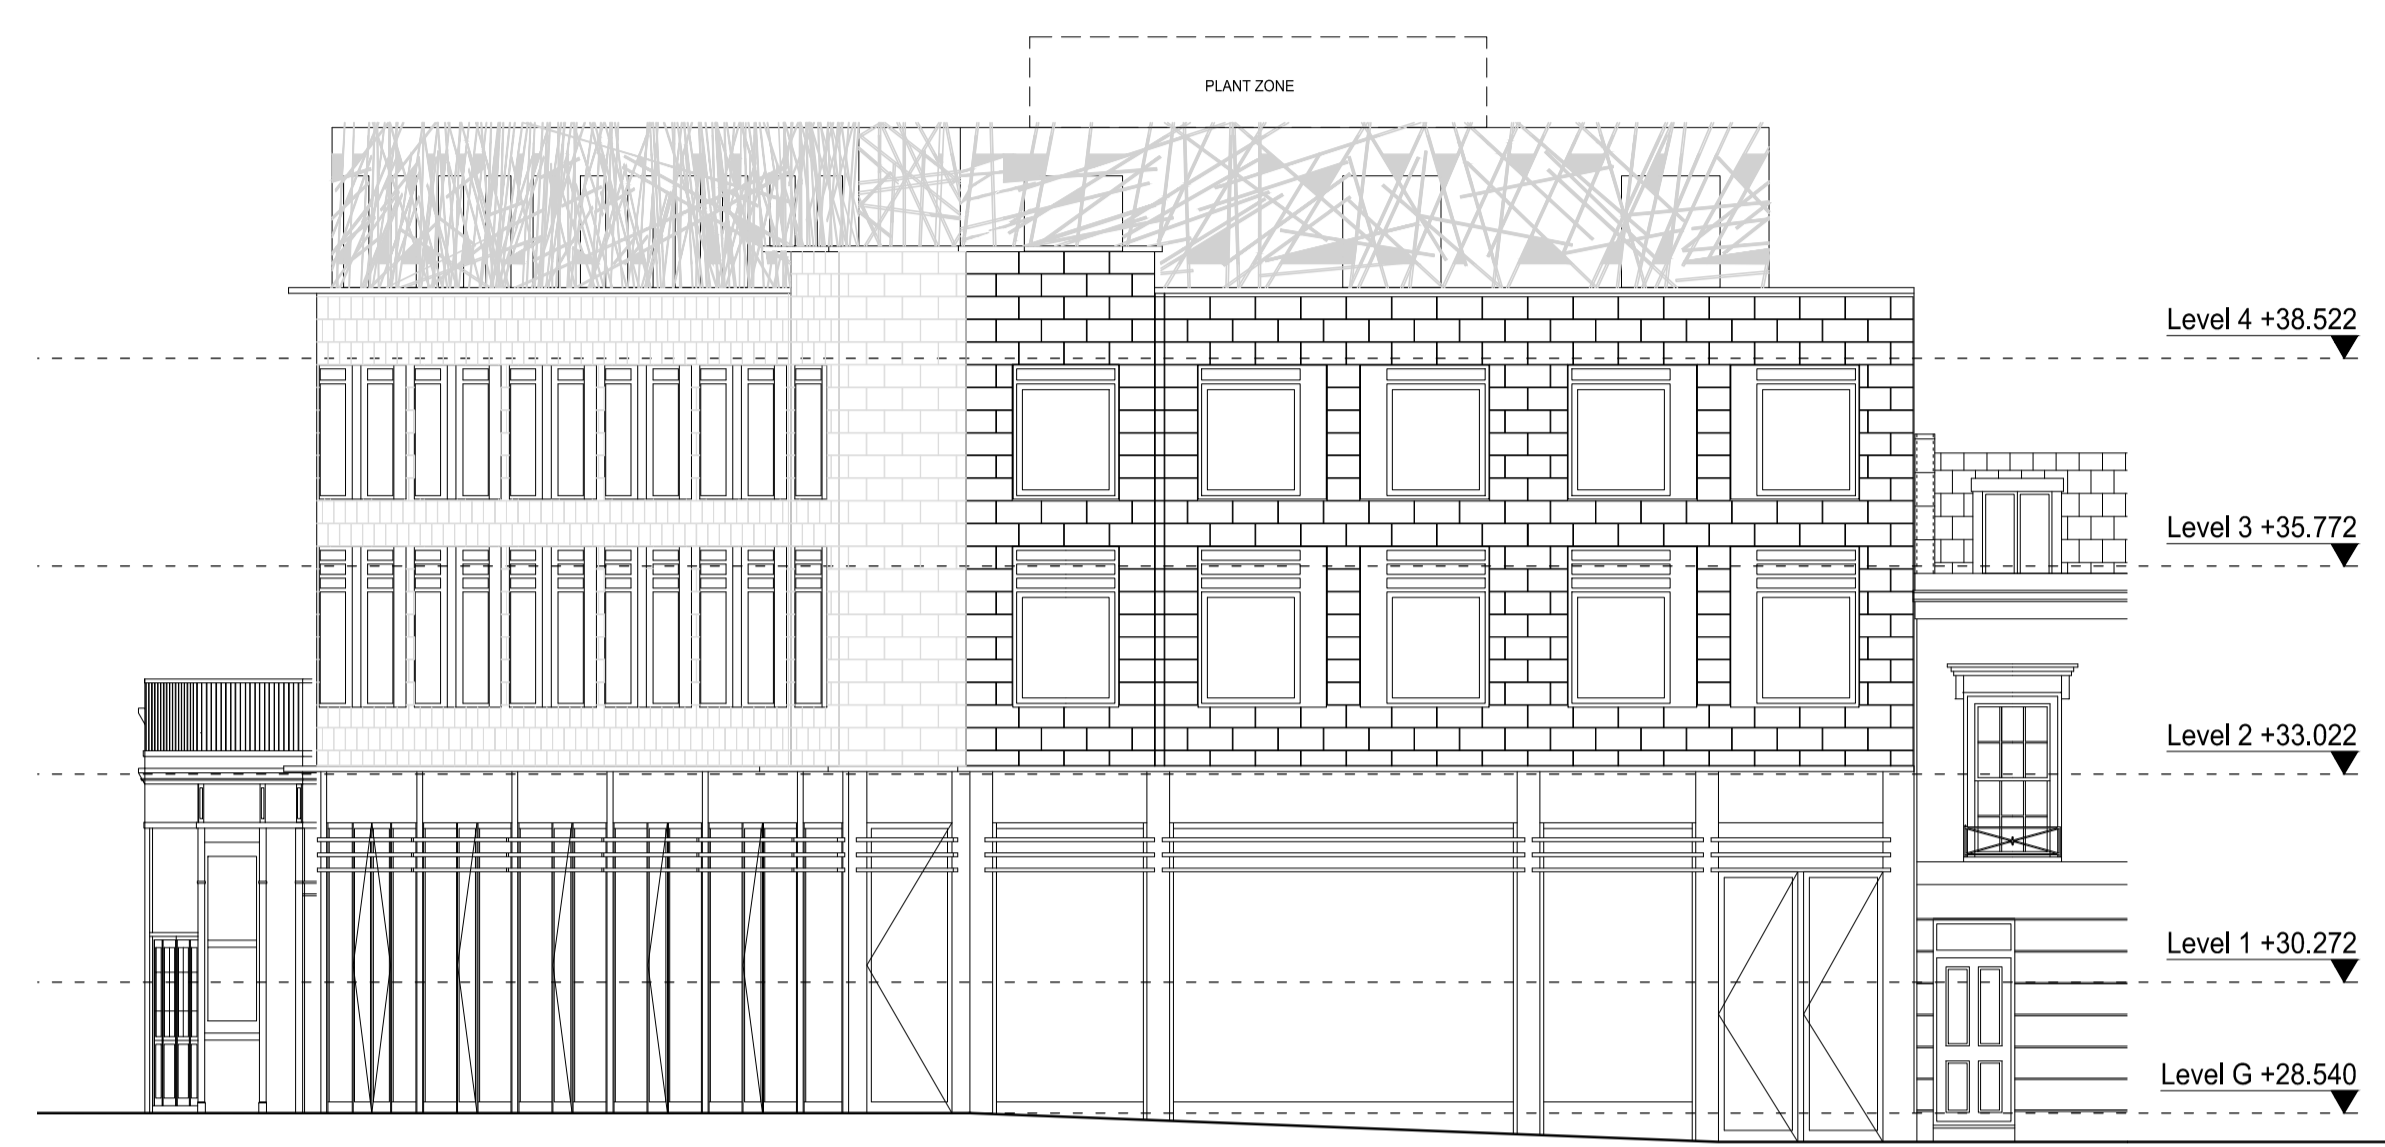 PLANT ZONE
Level 4 +38.522
Level 3 +35.772
Level 2 +33.022
Level 1 +30.272
Level G +28.540